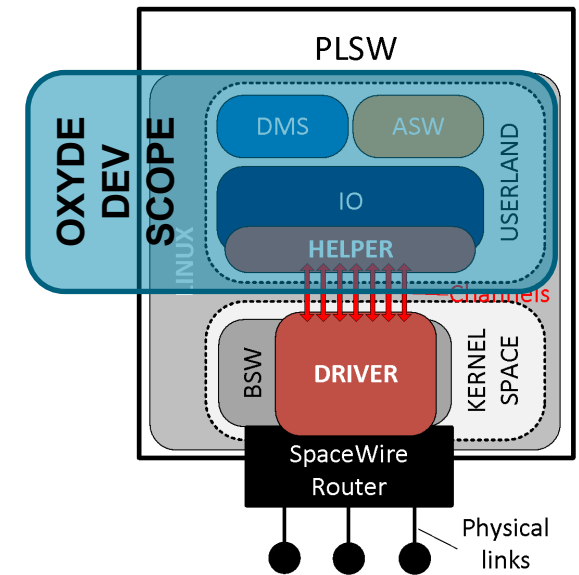 PLSW
OXYDE
DEV
SCOPE
LINUX
DMS
ASW
USERLAND
IO
HELPER
Channels
BSW
DRIVER
KERNEL
SPACE
SpaceWire
Router
Physical
links